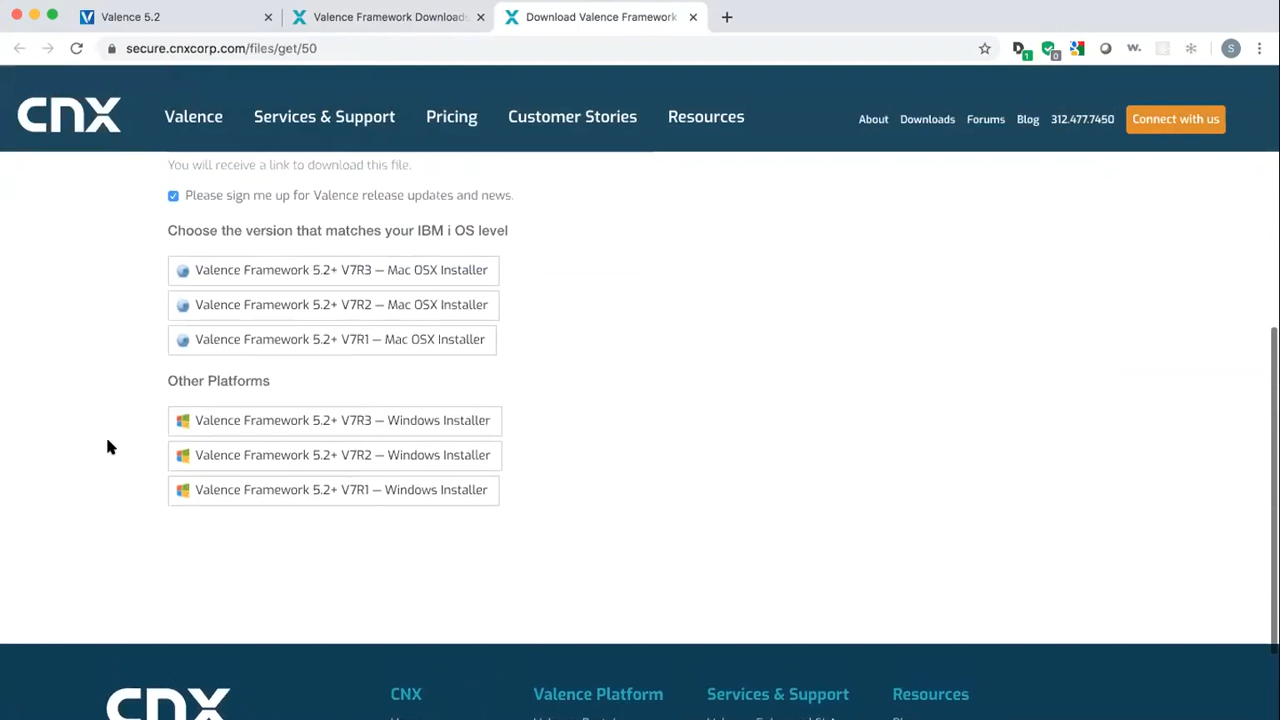 Valence 5.2
Valence Framework Downloads
Download Valence Framework
secure.cnxcorp.com/files/get/50
D 1
0
w.
S
CNX
Valence
Services & Support
Pricing
Customer Stories
Resources
About
Downloads
Forums
Blog
312.477.7450
Connect with us
You will receive a link to download this file.
Please sign me up for Valence release updates and news.
Choose the version that matches your IBM i OS level
Valence Framework 5.2+ V7R3 – Mac OSX Installer
Valence Framework 5.2+ V7R2 – Mac OSX Installer
Valence Framework 5.2+ V7R1 – Mac OSX Installer
Other Platforms
Valence Framework 5.2+ V7R3 – Windows Installer
Valence Framework 5.2+ V7R2 – Windows Installer
Valence Framework 5.2+ V7R1 – Windows Installer
CNX
CNX
Valence Platform
Services & Support
Resources